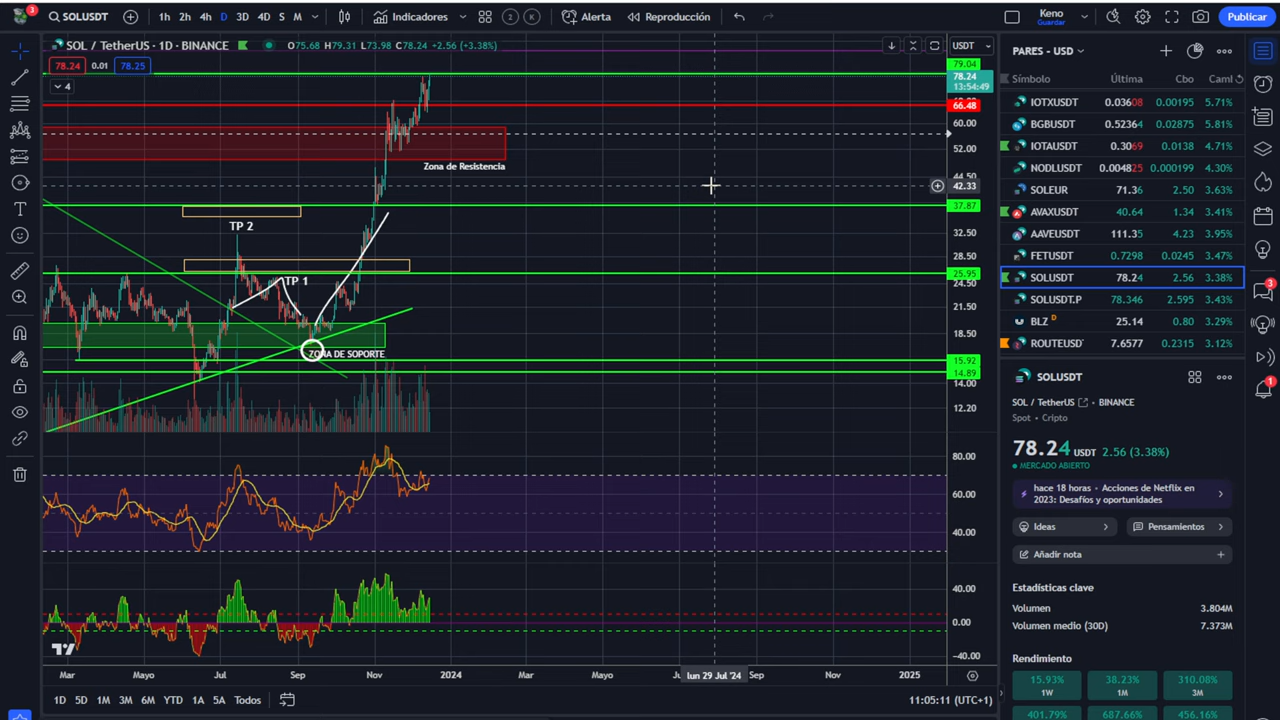 3
SOLUSDT
1h 2h 4h D 3D 4D S M
Indicadores
2 K
Alerta
Reproducción
Keno
Guardar
Publicar
SOL / TetherUS · 1D · BINANCE
O75.68 H79.31 L73.98 C78.24 +2.56 (+3.38%)
USDT
78.24 0.01 78.25
4
79.04
78.24
13:54:49
66.48
60.00
52.00
44.50
42.33
37.87
32.50
28.50
25.95
24.50
21.50
18.50
15.92
14.89
14.00
12.20
Zona de Resistencia
TP 2
TP 1
ZONA DE SOPORTE
80.00
60.00
40.00
40.00
0.00
-40.00
Mar Mayo Jul Sep Nov 2024 Mar Mayo lun 29 Jul '24 Sep Nov 2025
1D 5D 1M 3M 6M YTD 1A 5A Todos
11:05:11 (UTC+1)
PARES - USD
Símbolo Última Cbo Caml
IOTXUSDT 0.03608 0.00195 5.71%
BGBUSDT 0.52364 0.02875 5.81%
IOTAUSDT 0.3069 0.0138 4.71%
NODLUSDT 0.004825 0.000199 3.65%
SOLEUR 71.36 2.50 3.63%
AVAXUSDT 40.64 1.34 3.41%
AAVEUSDT 111.35 4.23 3.95%
FETUSDT 0.7298 0.0245 3.47%
SOLUSDT 78.24 2.56 3.38%
SOLUSDT.P 78.346 2.595 3.43%
BLZ D 25.14 0.80 3.29%
ROUTEUSD 7.6577 0.2315 3.12%
SOLUSDT
SOL / TetherUS · BINANCE
Spot · Cripto
78.24 USDT 2.56 (3.38%)
MERCADO ABIERTO
hace 18 horas · Acciones de Netflix en
2023: Desafíos y oportunidades
Ideas
Pensamientos
Añadir nota
Estadísticas clave
Volumen 3.804M
Volumen medio (30D) 7.373M
Rendimiento
15.93% 38.23% 310.08%
1W 1M 3M
401.79% 687.66% 456.16%
3
1